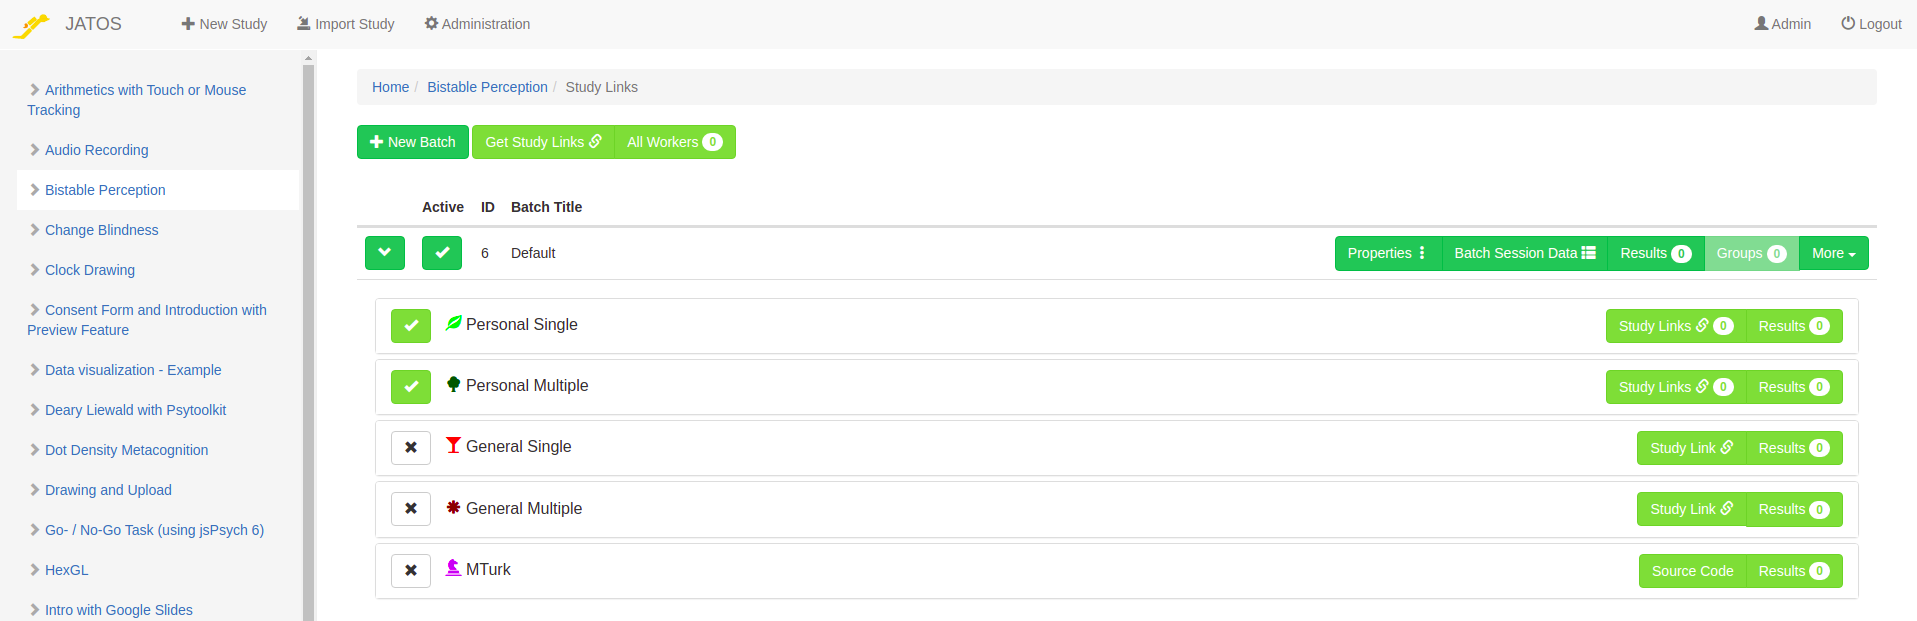 JATOS
New Study
Import Study
Administration
Admin
Logout
Arithmetics with Touch or Mouse
Tracking
Audio Recording
Bistable Perception
Change Blindness
Clock Drawing
Consent Form and Introduction with
Preview Feature
Data visualization - Example
Deary Liewald with Psytoolkit
Dot Density Metacognition
Drawing and Upload
Go- / No-Go Task (using jsPsych 6)
HexGL
Intro with Google Slides
Home / Bistable Perception / Study Links
New Batch
Get Study Links
All Workers 0
Active ID Batch Title
6 Default
Properties
Batch Session Data
Results 0
Groups 0
More
Personal Single
Study Links 0
Results 0
Personal Multiple
Study Links 0
Results 0
General Single
Study Link
Results 0
General Multiple
Study Link
Results 0
MTurk
Source Code
Results 0